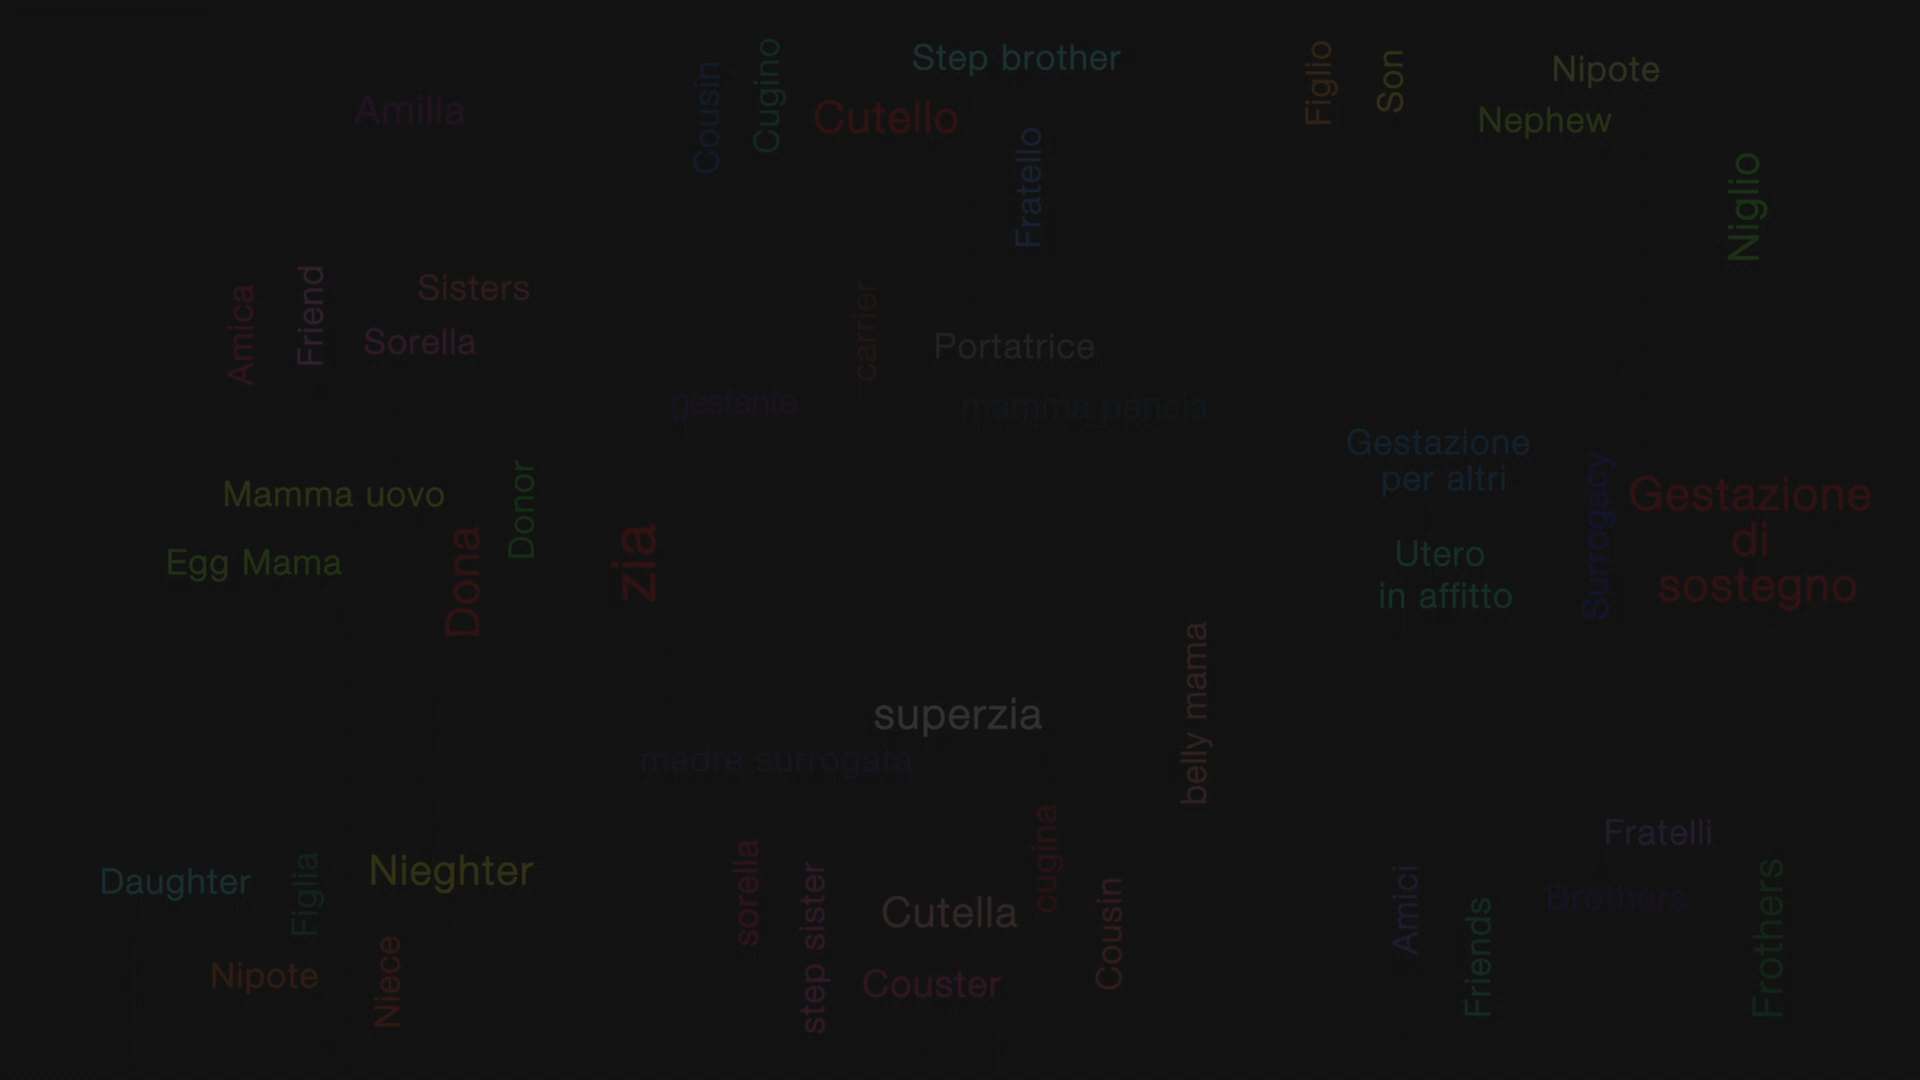 Amilla
Cousin
Cugino
Step brother
Cutello
Fratello
Figlio
Son
Nipote
Nephew
Niglio
Amica
Friend
Sisters
Sorella
carrier
Portatrice
gestante
mamma pancia
Mamma uovo
Egg Mama
Dona
Donor
zia
Gestazione
per altri
Utero
in affitto
Surrogacy
Gestazione
di
sostegno
superzia
madre surrogata
belly mama
Daughter
Figlia
Nieghter
Nipote
Niece
sorella
step sister
Cutella
Couster
cugina
Cousin
Amici
Friends
Fratelli
Brothers
Frothers